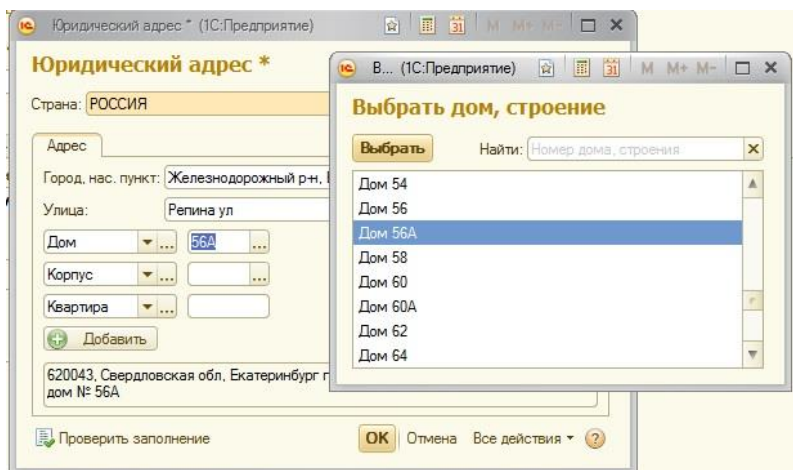 Юридический адрес * (1С:Предприятие)
31 M M+ M-
Юридический адрес *
Страна: РОССИЯ
Адрес
Город, нас. пункт: Железнодорожный р-н,
Улица: Репина ул
Дом ... 56А ...
Корпус ... ...
Квартира ...
Добавить
620043, Свердловская обл, Екатеринбург г
дом № 56А
Проверить заполнение
OK Отмена Все действия ?
В... (1С:Предприятие)
31 M M+ M-
Выбрать дом, строение
Выбрать Найти: Номер дома, строения
Дом 54
Дом 56
Дом 56А
Дом 58
Дом 60
Дом 60А
Дом 62
Дом 64